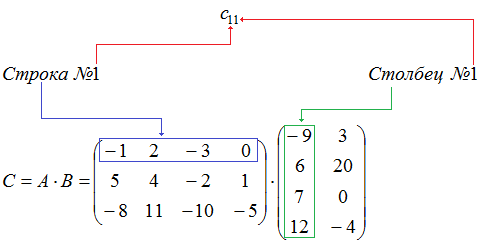 c₁₁
Строка №1 Столбец №1
-1 2 -3 0 -9 3
5 4 -2 1 6 20
C = A · B = ·
-8 11 -10 -5 7 0
12 -4